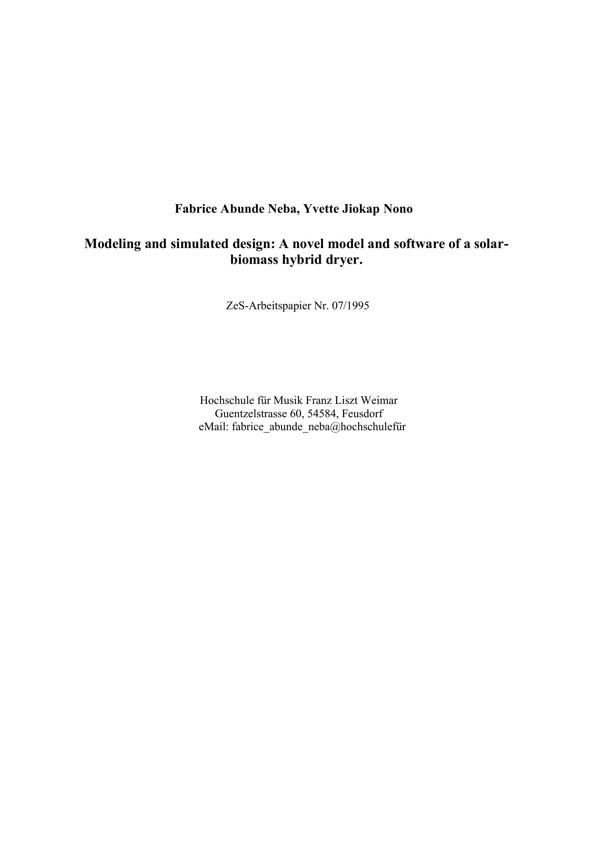 Fabrice Abunde Neba, Yvette Jiokap Nono
Modeling and simulated design: A novel model and software of a solar-
biomass hybrid dryer.
ZeS-Arbeitspapier Nr. 07/1995
Hochschule für Musik Franz Liszt Weimar
Guentzelstrasse 60, 54584, Feusdorf
eMail: fabrice_abunde_neba@hochschulefür